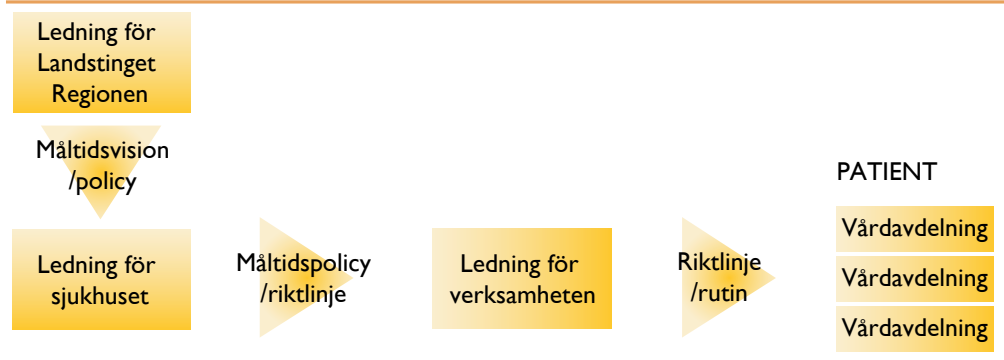 Ledning för
Landstinget
Regionen
Måltidsvision
/policy
Ledning för
sjukhuset
Måltidspolicy
/riktlinje
Ledning för
verksamheten
Riktlinje
/rutin
PATIENT
Vårdavdelning
Vårdavdelning
Vårdavdelning